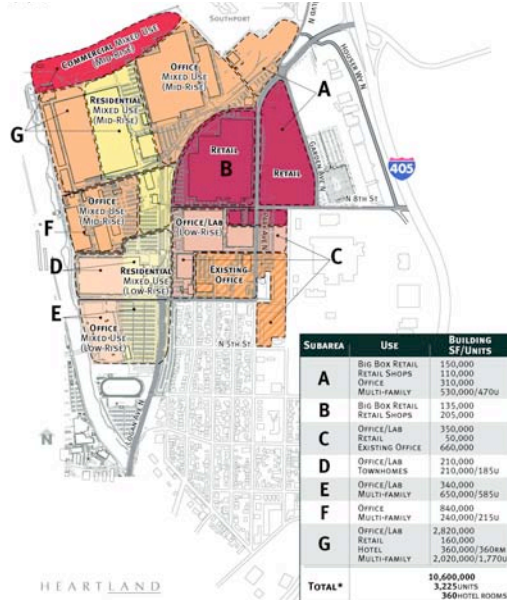 SOUTHPORT
BLVD N
HOUSER WY N
COMMERCIAL MIXED USE
(MID-RISE)
OFFICE
MIXED USE
(MID-RISE)
A
RESIDENTIAL
MIXED USE
(MID-RISE)
G
RETAIL
B
RETAIL
GARDEN AVE N
405
N 8TH ST
OFFICE
MIXED USE
(MID-RISE)
F
OFFICE/LAB
(LOW-RISE)
C
D
RESIDENTIAL
MIXED USE
(LOW-RISE)
EXISTING
OFFICE
E
OFFICE
MIXED USE
(LOW-RISE)
N 5TH ST
LOGAN AVE N
N
HEARTLAND
SUBAREA USE BUILDING SF/UNITS
A
BIG BOX RETAIL 150,000
RETAIL SHOPS 110,000
OFFICE 310,000
MULTI-FAMILY 530,000/470U
B
BIG BOX RETAIL 135,000
RETAIL SHOPS 205,000
C
OFFICE/LAB 350,000
RETAIL 50,000
EXISTING OFFICE 660,000
D
OFFICE/LAB 210,000
TOWNHOMES 210,000/185U
E
OFFICE/LAB 340,000
MULTI-FAMILY 650,000/585U
F
OFFICE 840,000
MULTI-FAMILY 240,000/215U
G
OFFICE/LAB 2,820,000
RETAIL 160,000
HOTEL 360,000/360RM
MULTI-FAMILY 2,020,000/1,770U
TOTAL* 10,600,000
3,225UNITS
360HOTEL ROOMS